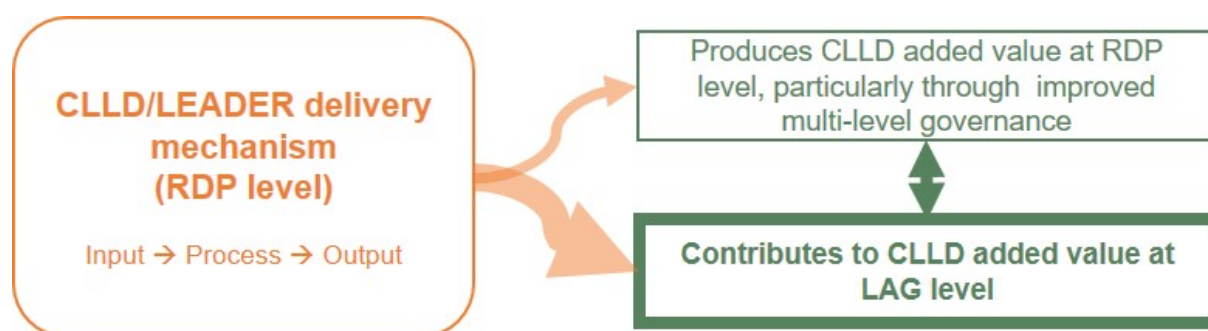 CLLD/LEADER delivery
mechanism
(RDP level)
Input → Process → Output
Produces CLLD added value at RDP
level, particularly through improved
multi-level governance
Contributes to CLLD added value at
LAG level